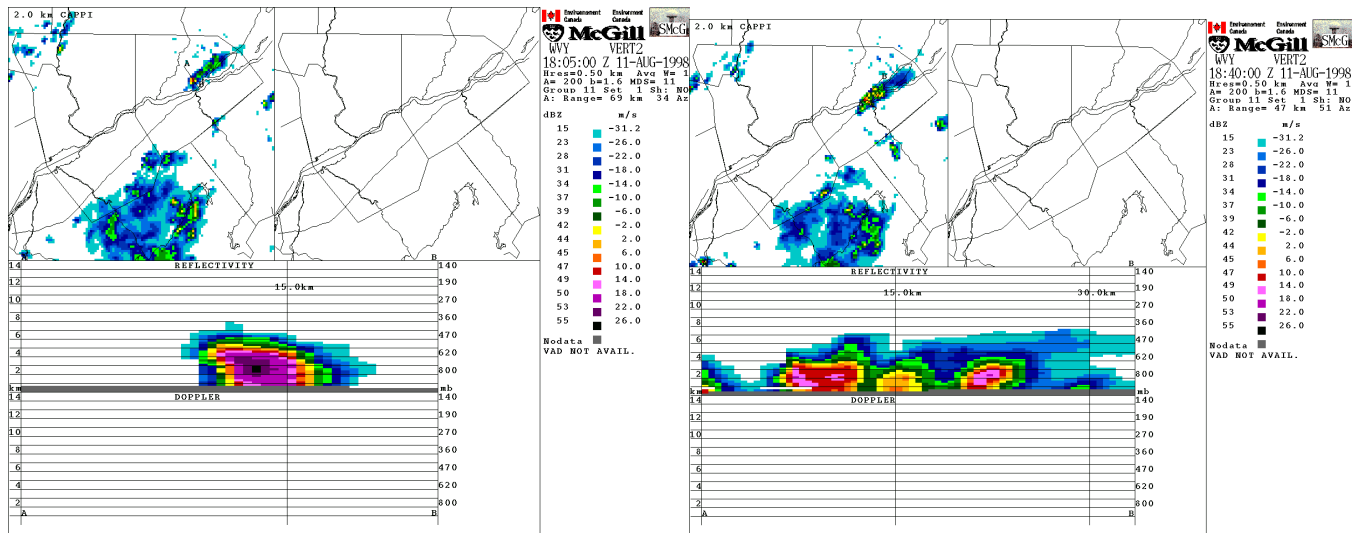 2.0 km CAPPI
A
B
Environnement Canada
Environment Canada
McGill
SMcG
WVY VERT2
18:05:00 Z 11-AUG-1998
Hres=0.50 km Avg W= 1
A= 200 b=1.6 MDS= 11
Group 11 Set 1 Sh: NO
A: Range= 69 km 34 Az
dBZ m/s
15 -31.2
23 -26.0
28 -22.0
31 -18.0
34 -14.0
37 -10.0
39 -6.0
42 -2.0
44 2.0
45 6.0
47 10.0
49 14.0
50 18.0
53 22.0
55 26.0
Nodata
VAD NOT AVAIL.
14 REFLECTIVITY 140
15.0km
12 190
10 270
8 360
6 470
4 620
2 800
km mb
14 DOPPLER 140
12 190
10 270
8 360
6 470
4 620
2 800
A B
2.0 km CAPPI
B
Environnement Canada
Environment Canada
McGill
SMcG
WVY VERT2
18:40:00 Z 11-AUG-1998
Hres=0.50 km Avg W= 1
A= 200 b=1.6 MDS= 11
Group 11 Set 1 Sh: NO
A: Range= 47 km 51 Az
dBZ m/s
15 -31.2
23 -26.0
28 -22.0
31 -18.0
34 -14.0
37 -10.0
39 -6.0
42 -2.0
44 2.0
45 6.0
47 10.0
49 14.0
50 18.0
53 22.0
55 26.0
Nodata
VAD NOT AVAIL.
14 REFLECTIVITY 140
15.0km 30.0km
12 190
10 270
8 360
6 470
4 620
2 800
km mb
14 DOPPLER 140
12 190
10 270
8 360
6 470
4 620
2 800
A B